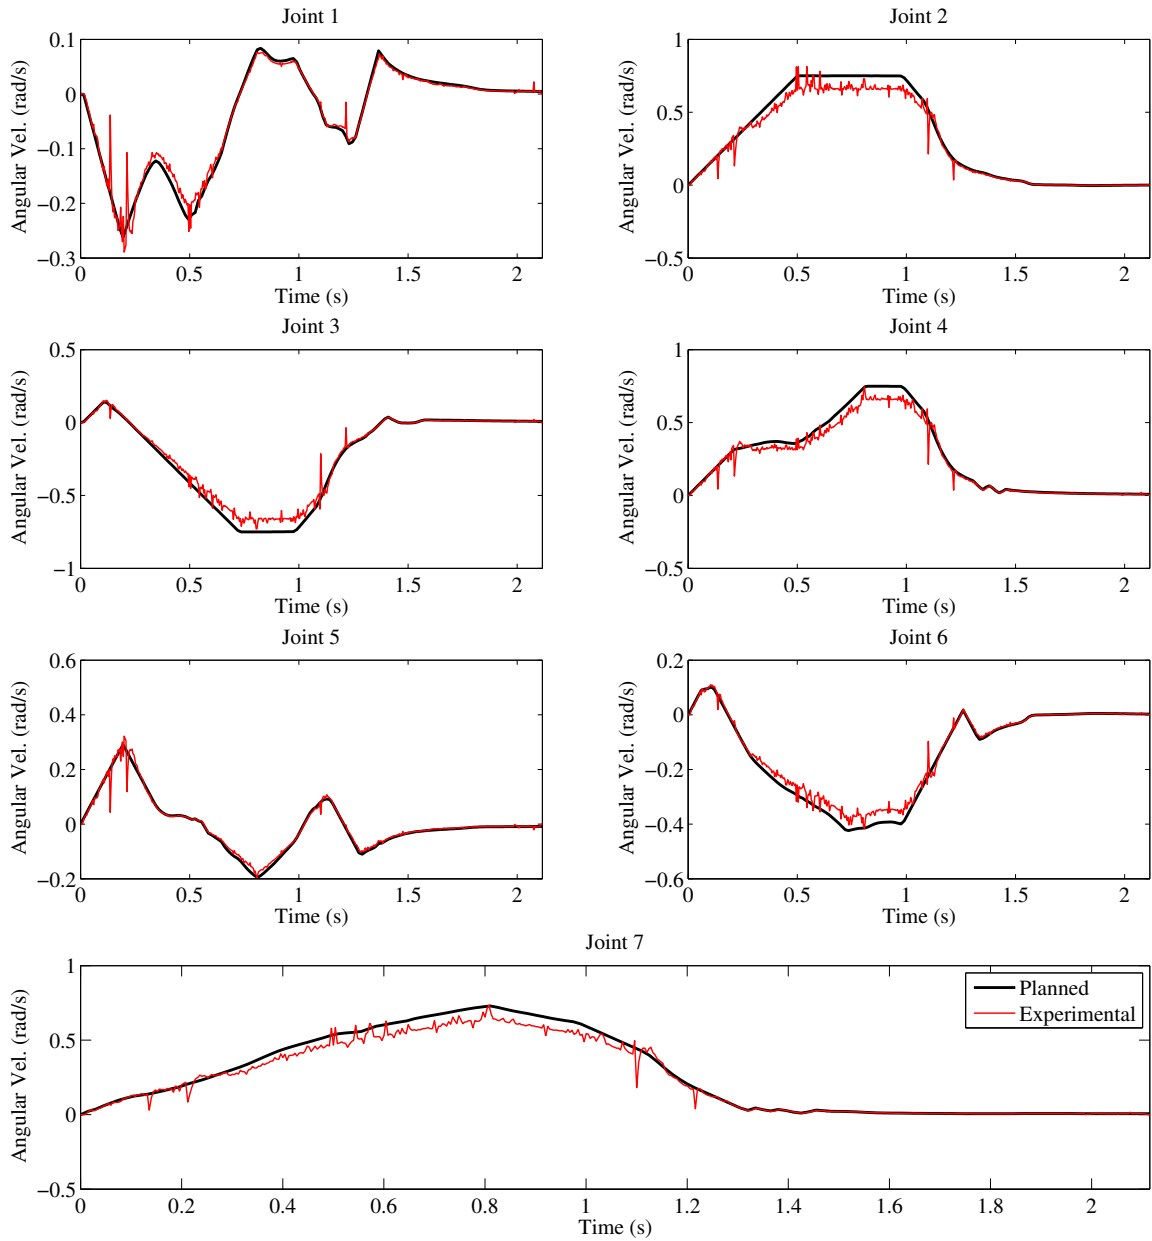 Joint 1
0.1
0
−0.1
−0.2
−0.3
Angular Vel. (rad/s)
0 0.5 1 1.5 2
Time (s)
Joint 2
1
0.5
0
−0.5
Angular Vel. (rad/s)
0 0.5 1 1.5 2
Time (s)
Joint 3
0.5
0
−0.5
−1
Angular Vel. (rad/s)
0 0.5 1 1.5 2
Time (s)
Joint 4
1
0.5
0
−0.5
Angular Vel. (rad/s)
0 0.5 1 1.5 2
Time (s)
Joint 5
0.6
0.4
0.2
0
−0.2
Angular Vel. (rad/s)
0 0.5 1 1.5 2
Time (s)
Joint 6
0.2
0
−0.2
−0.4
−0.6
Angular Vel. (rad/s)
0 0.5 1 1.5 2
Time (s)
Joint 7
1
0.5
0
−0.5
Angular Vel. (rad/s)
Planned
Experimental
0 0.2 0.4 0.6 0.8 1 1.2 1.4 1.6 1.8 2
Time (s)